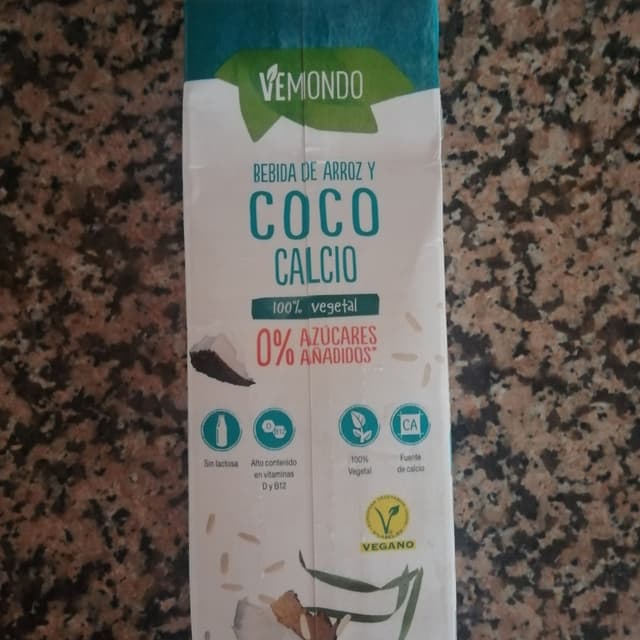 VEMONDO
BEBIDA DE ARROZ Y
COCO
CALCIO
100% vegetal
0% AZÚCARES
AÑADIDOS*
D B12
CA
Sin lactosa
Alto contenido
en vitaminas
D y B12
100%
Vegetal
Fuente
de calcio
V
VEGANO